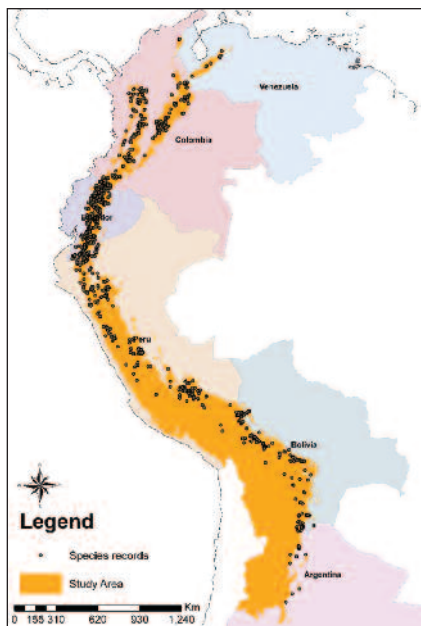 Venezuela
Colombia
Ecuador
Peru
Bolivia
Legend
Species records
Study Area
Argentina
Km
0 155 310 620 930 1,240